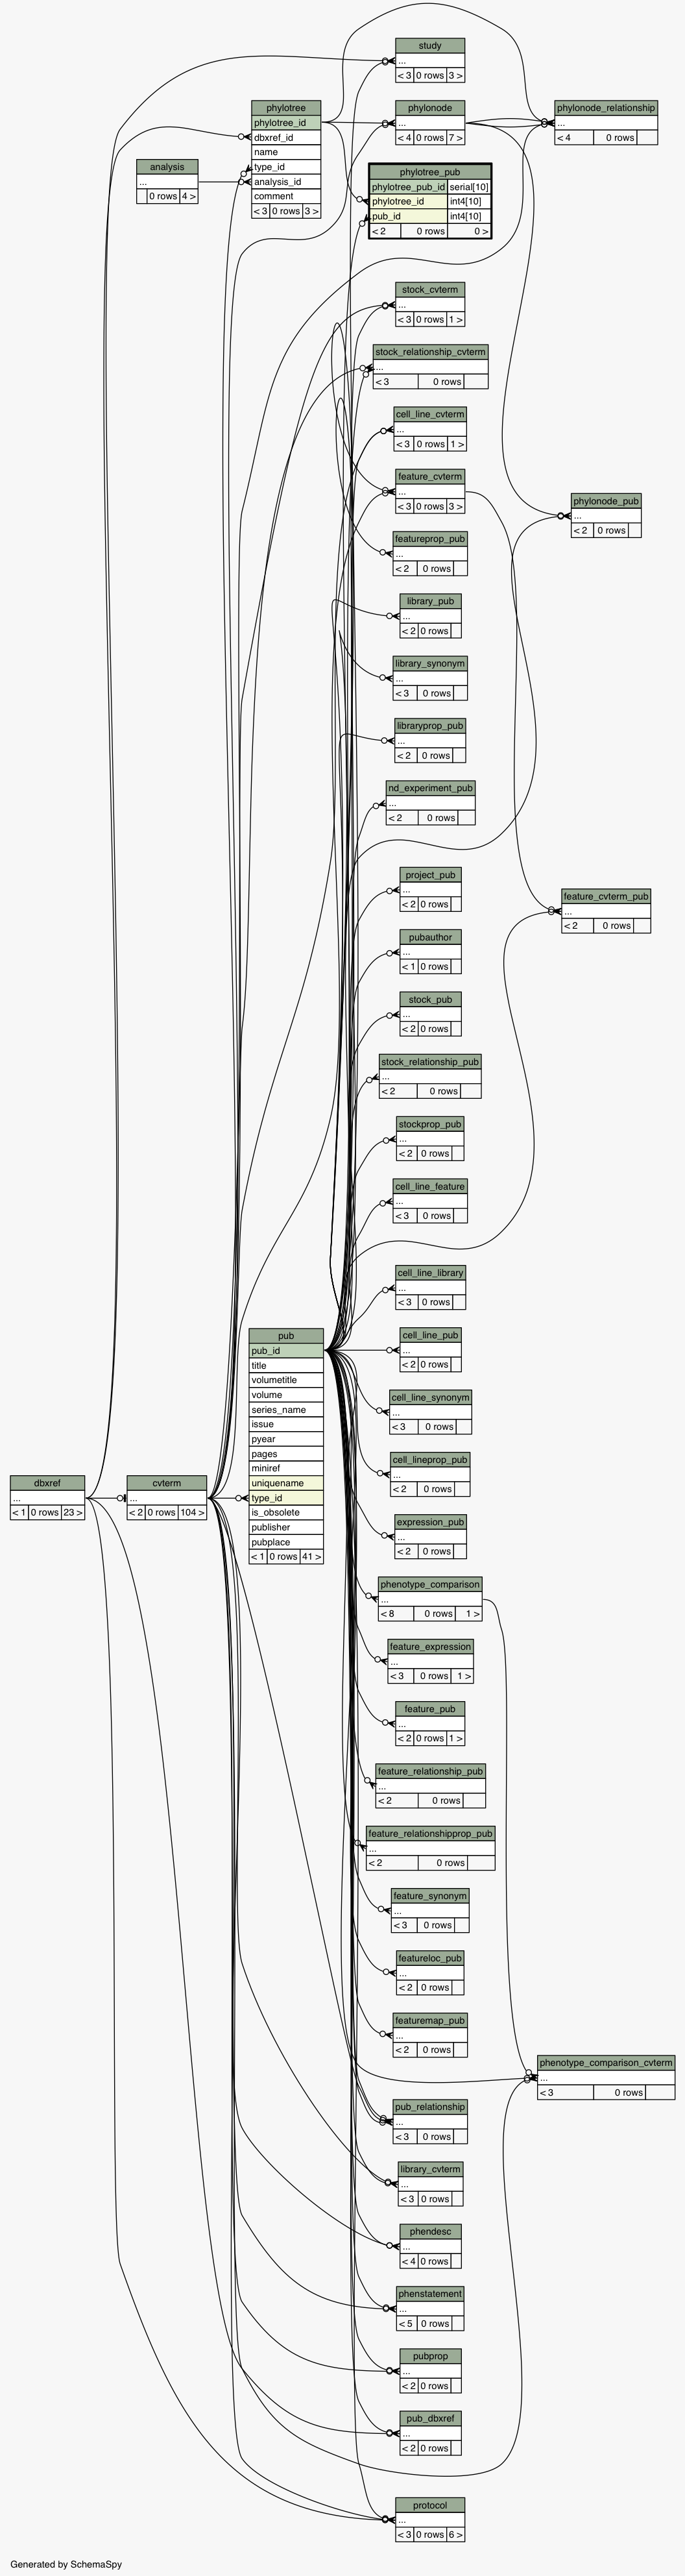 study
...
< 3 0 rows 3 >
phylotree
phylotree_id
dbxref_id
name
type_id
analysis_id
comment
< 3 0 rows 3 >
phylonode
...
< 4 0 rows 7 >
phylonode_relationship
...
< 4 0 rows
analysis
...
0 rows 4 >
phylotree_pub
phylotree_pub_id serial[10]
phylotree_id int4[10]
pub_id int4[10]
< 2 0 rows 0 >
stock_cvterm
...
< 3 0 rows 1 >
stock_relationship_cvterm
...
< 3 0 rows
cell_line_cvterm
...
< 3 0 rows 1 >
feature_cvterm
...
< 3 0 rows 3 >
phylonode_pub
...
< 2 0 rows
featureprop_pub
...
< 2 0 rows
library_pub
...
< 2 0 rows
library_synonym
...
< 3 0 rows
libraryprop_pub
...
< 2 0 rows
nd_experiment_pub
...
< 2 0 rows
project_pub
...
< 2 0 rows
feature_cvterm_pub
...
< 2 0 rows
pubauthor
...
< 1 0 rows
stock_pub
...
< 2 0 rows
stock_relationship_pub
...
< 2 0 rows
stockprop_pub
...
< 2 0 rows
cell_line_feature
...
< 3 0 rows
cell_line_library
...
< 3 0 rows
pub
pub_id
title
volumetitle
volume
series_name
issue
pyear
pages
miniref
uniquename
type_id
is_obsolete
publisher
pubplace
< 1 0 rows 41 >
cell_line_pub
...
< 2 0 rows
cell_line_synonym
...
< 3 0 rows
cell_lineprop_pub
...
< 2 0 rows
dbxref
...
< 1 0 rows 23 >
cvterm
...
< 2 0 rows 104 >
expression_pub
...
< 2 0 rows
phenotype_comparison
...
< 8 0 rows 1 >
feature_expression
...
< 3 0 rows 1 >
feature_pub
...
< 2 0 rows 1 >
feature_relationship_pub
...
< 2 0 rows
feature_relationshipprop_pub
...
< 2 0 rows
feature_synonym
...
< 3 0 rows
featureloc_pub
...
< 2 0 rows
featuremap_pub
...
< 2 0 rows
phenotype_comparison_cvterm
...
< 3 0 rows
pub_relationship
...
< 3 0 rows
library_cvterm
...
< 3 0 rows
phendesc
...
< 4 0 rows
phenstatement
...
< 5 0 rows
pubprop
...
< 2 0 rows
pub_dbxref
...
< 2 0 rows
protocol
...
< 3 0 rows 6 >
Generated by SchemaSpy